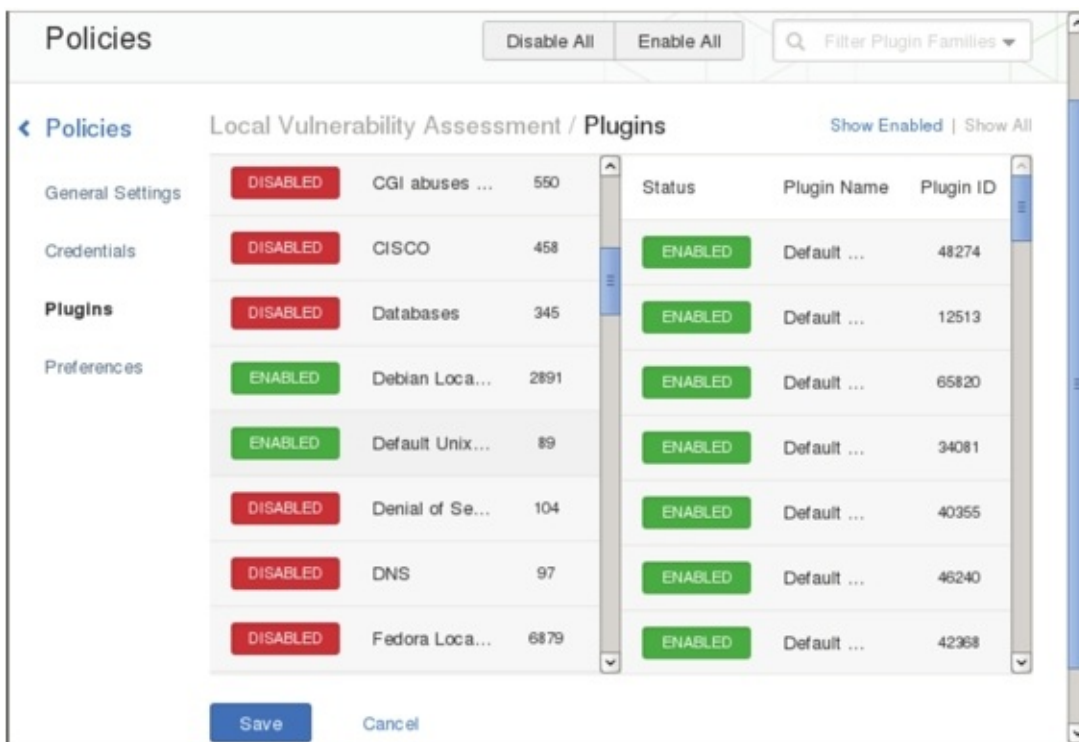 Policies
Disable All
Enable All
Filter Plugin Families
Policies
General Settings
Credentials
Plugins
Preferences
Local Vulnerability Assessment / Plugins
Show Enabled | Show All
DISABLED CGI abuses ... 550
DISABLED CISCO 458
DISABLED Databases 345
ENABLED Debian Loca... 2891
ENABLED Default Unix... 89
DISABLED Denial of Se... 104
DISABLED DNS 97
DISABLED Fedora Loca... 6879
Status Plugin Name Plugin ID
ENABLED Default ... 48274
ENABLED Default ... 12513
ENABLED Default ... 65820
ENABLED Default ... 34081
ENABLED Default ... 40355
ENABLED Default ... 46240
ENABLED Default ... 42368
Save
Cancel